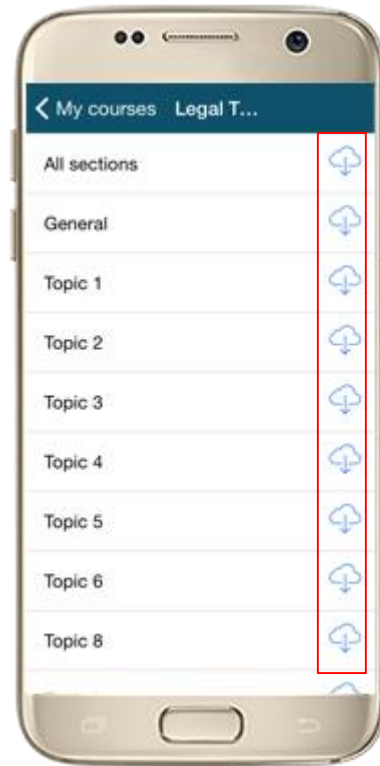 My courses Legal T...
All sections
General
Topic 1
Topic 2
Topic 3
Topic 4
Topic 5
Topic 6
Topic 8